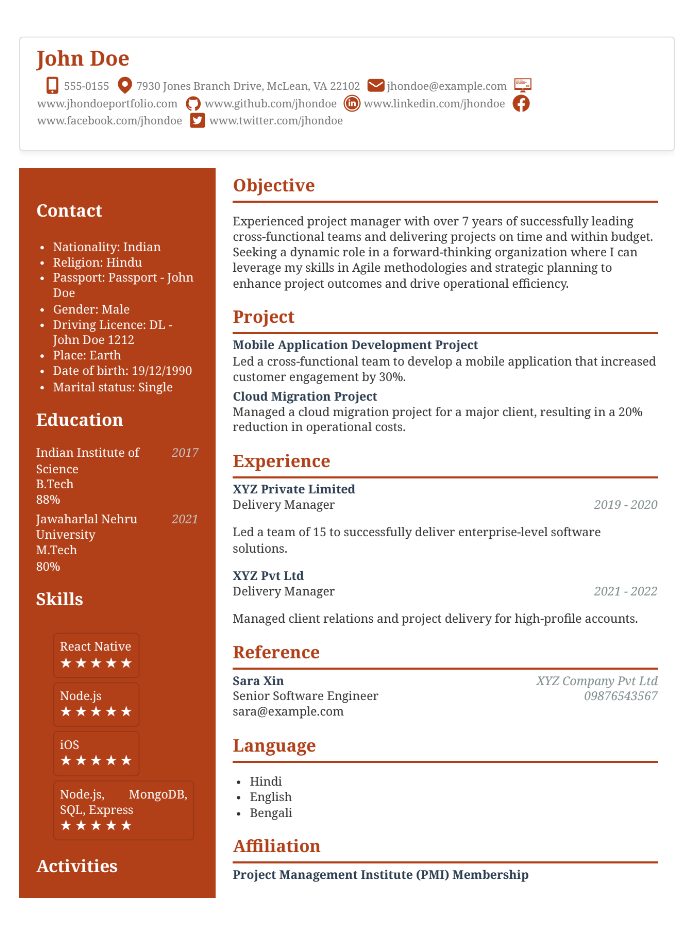 John Doe
555-0155 7930 Jones Branch Drive, McLean, VA 22102 jhondoe@example.com
www.jhondoeportfolio.com www.github.com/jhondoe www.linkedin.com/jhondoe
www.facebook.com/jhondoe www.twitter.com/jhondoe
Contact
• Nationality: Indian
• Religion: Hindu
• Passport: Passport - John
Doe
• Gender: Male
• Driving Licence: DL -
John Doe 1212
• Place: Earth
• Date of birth: 19/12/1990
• Marital status: Single
Education
Indian Institute of 2017
Science
B.Tech
88%
Jawaharlal Nehru 2021
University
M.Tech
80%
Skills
React Native
★★★★★
Node.js
★★★★★
iOS
★★★★★
Node.js, MongoDB,
SQL, Express
★★★★★
Activities
Objective
Experienced project manager with over 7 years of successfully leading
cross-functional teams and delivering projects on time and within budget.
Seeking a dynamic role in a forward-thinking organization where I can
leverage my skills in Agile methodologies and strategic planning to
enhance project outcomes and drive operational efficiency.
Project
Mobile Application Development Project
Led a cross-functional team to develop a mobile application that increased
customer engagement by 30%.
Cloud Migration Project
Managed a cloud migration project for a major client, resulting in a 20%
reduction in operational costs.
Experience
XYZ Private Limited
Delivery Manager 2019 - 2020
Led a team of 15 to successfully deliver enterprise-level software
solutions.
XYZ Pvt Ltd
Delivery Manager 2021 - 2022
Managed client relations and project delivery for high-profile accounts.
Reference
Sara Xin XYZ Company Pvt Ltd
Senior Software Engineer 09876543567
sara@example.com
Language
• Hindi
• English
• Bengali
Affiliation
Project Management Institute (PMI) Membership